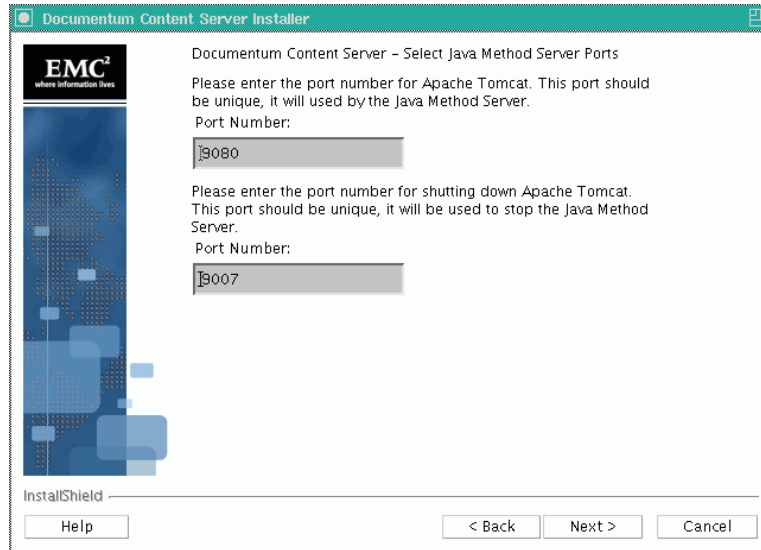 Documentum Content Server Installer
EMC²
where information lives
Documentum Content Server – Select Java Method Server Ports
Please enter the port number for Apache Tomcat. This port should
be unique, it will used by the Java Method Server.
Port Number:
9080
Please enter the port number for shutting down Apache Tomcat.
This port should be unique, it will be used to stop the Java Method
Server.
Port Number:
9007
InstallShield
Help
< Back
Next >
Cancel